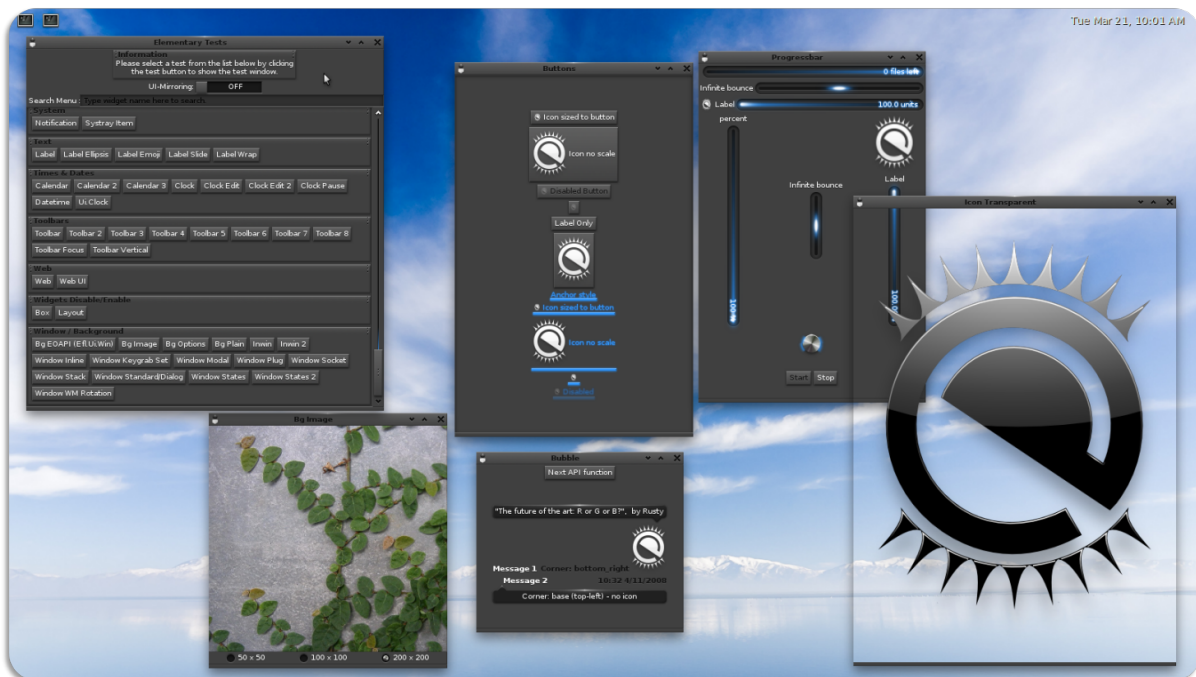 Tue Mar 21, 10:01 AM
Elementary Tests
Information
Please select a test from the list below by clicking
the test button to show the test window.
UI-Mirroring: OFF
Search Menu : Type widget name here to search.
System
Notification Systray Item
Text
Label Label Ellipsis Label Emoji Label Slide Label Wrap
Times & Dates
Calendar Calendar 2 Calendar 3 Clock Clock Edit Clock Edit 2 Clock Pause
Datetime Ui.Clock
Toolbars
Toolbar Toolbar 2 Toolbar 3 Toolbar 4 Toolbar 5 Toolbar 6 Toolbar 7 Toolbar 8
Toolbar Focus Toolbar Vertical
Web
Web Web UI
Widgets Disable/Enable
Box Layout
Window / Background
Bg EOAPI (Efl.Ui.Win) Bg Image Bg Options Bg Plain Inwin Inwin 2
Window Inline Window Keygrab Set Window Modal Window Plug Window Socket
Window Stack Window Standard/Dialog Window States Window States 2
Window WM Rotation
Buttons
Icon sized to button
Icon no scale
Disabled Button
Label Only
Anchor style
Icon sized to button
Icon no scale
Disabled
Progressbar
0 files left
Infinite bounce
Label 100.0 units
percent
Label
Infinite bounce
100 %
Start Stop
Icon Transparent
Bg Image
50 x 50 100 x 100 200 x 200
Bubble
Next API function
"The future of the art: R or G or B?", by Rusty
Message 1 Corner: bottom_right
Message 2 10:32 4/11/2008
Corner: base (top-left) - no icon